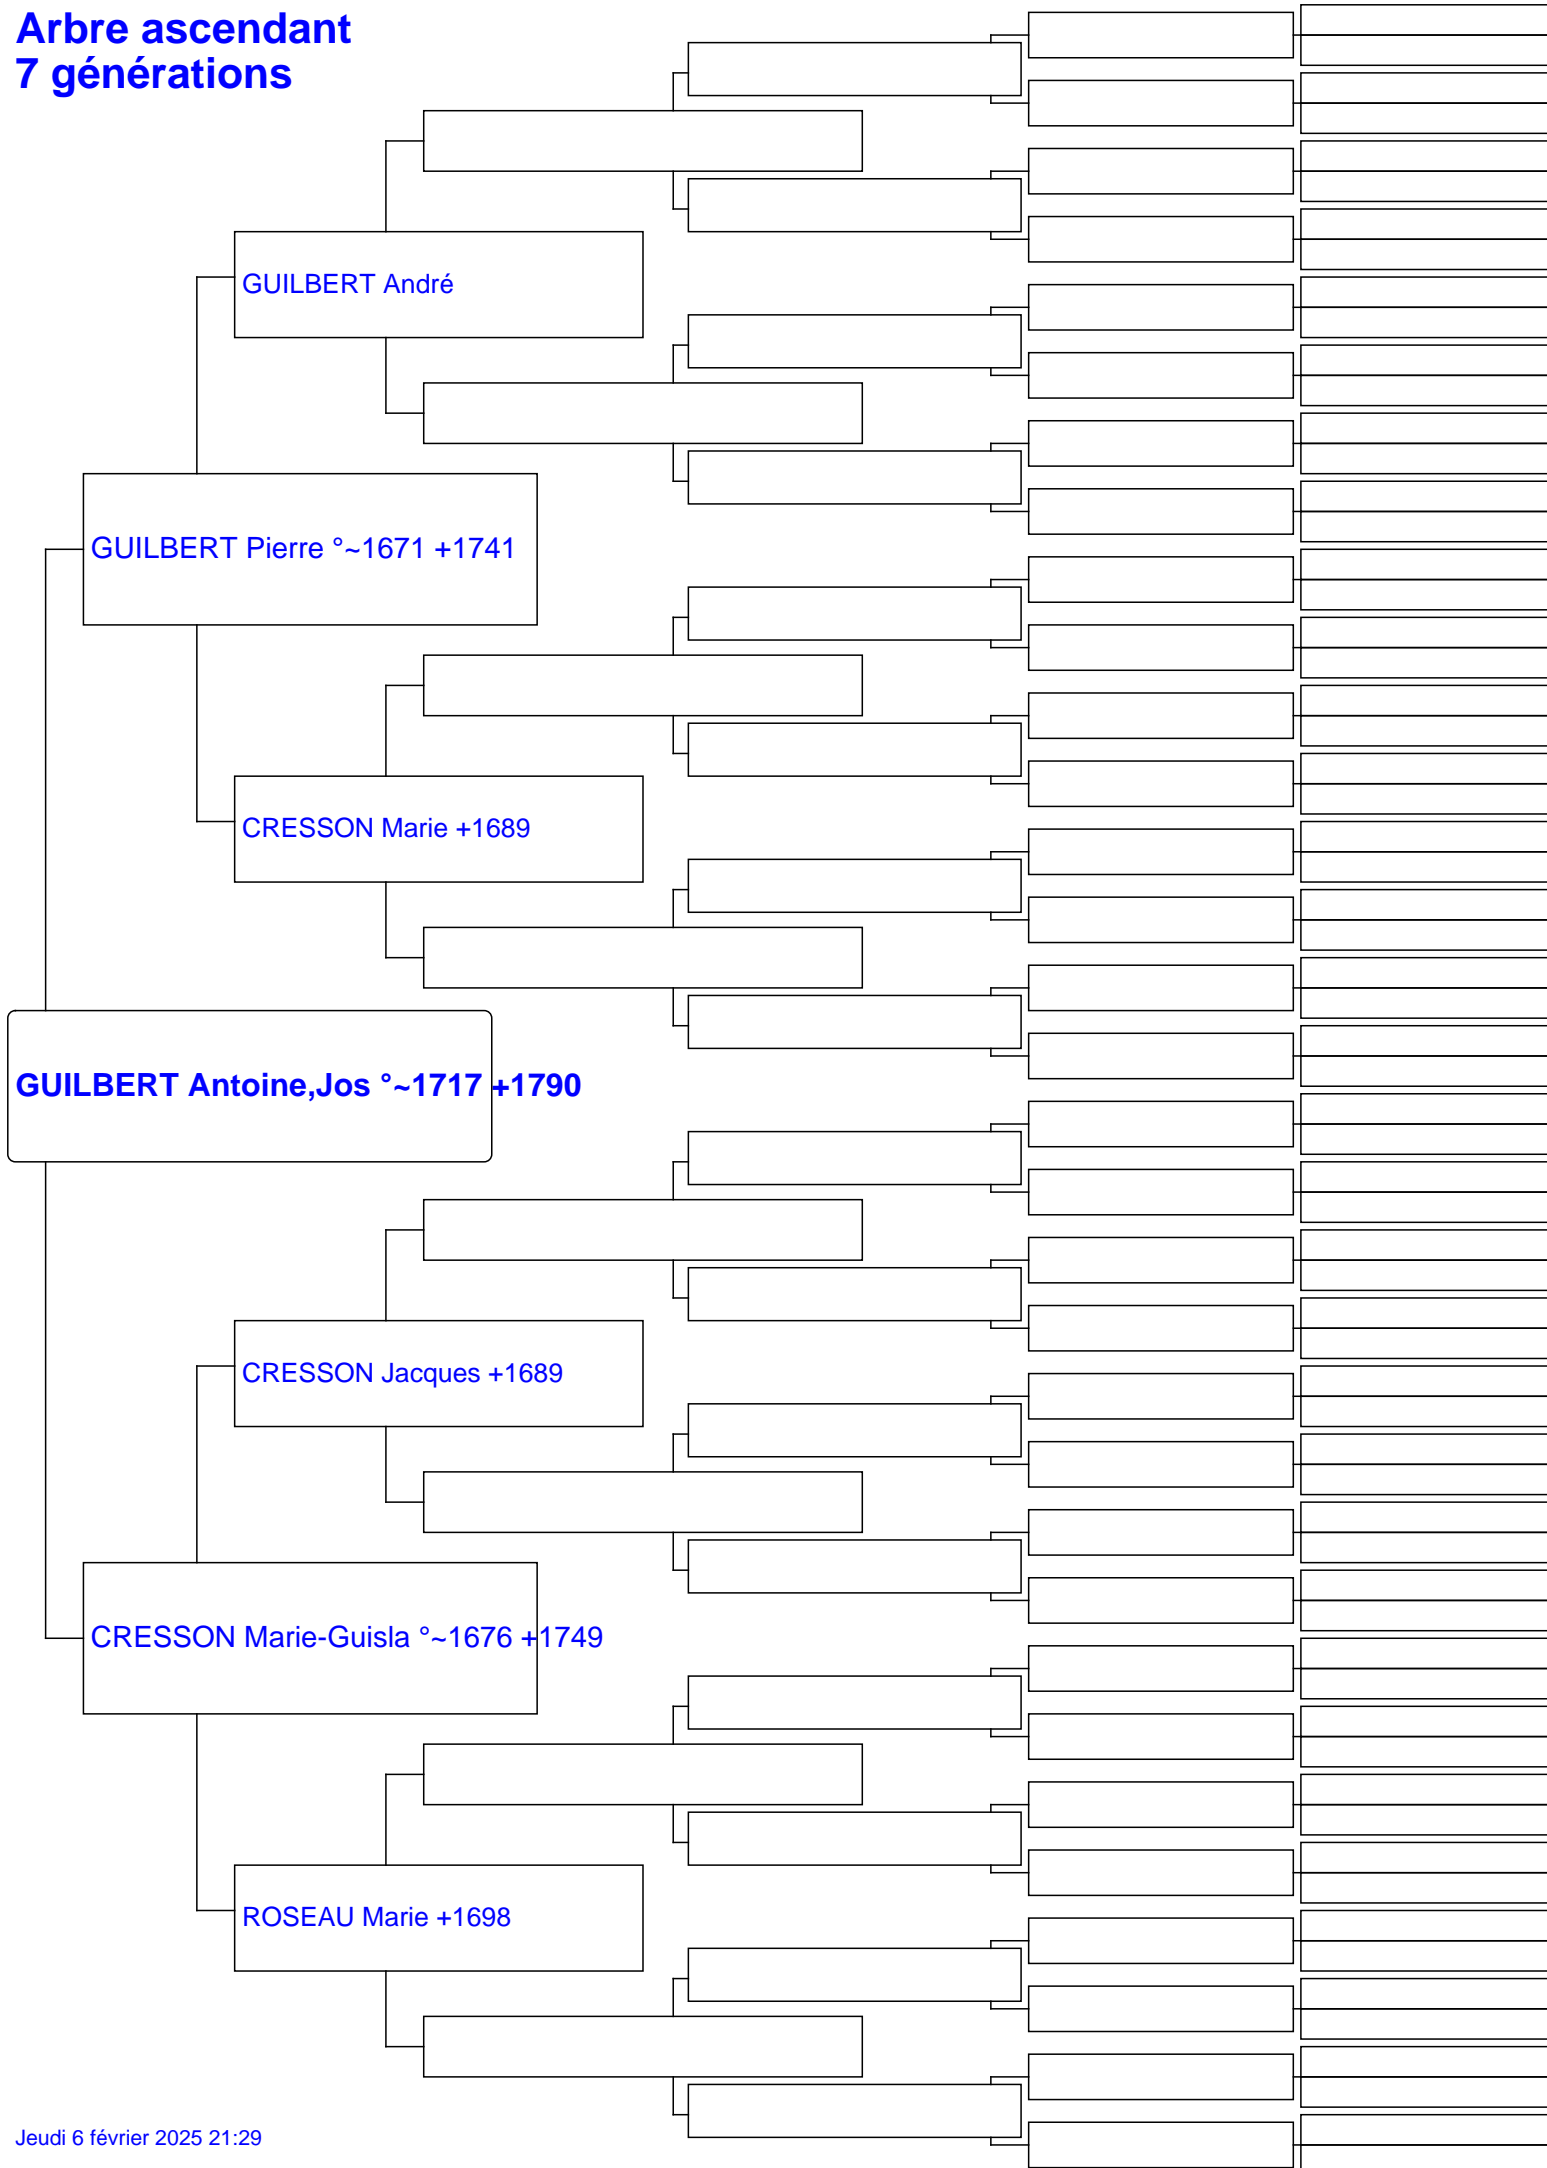 Arbre ascendant
7 générations
GUILBERT André
GUILBERT Pierre °~1671 +1741
CRESSON Marie +1689
GUILBERT Antoine,Jos °~1717 +1790
CRESSON Jacques +1689
CRESSON Marie-Guisla °~1676 +1749
ROSEAU Marie +1698
Jeudi 6 février 2025 21:29